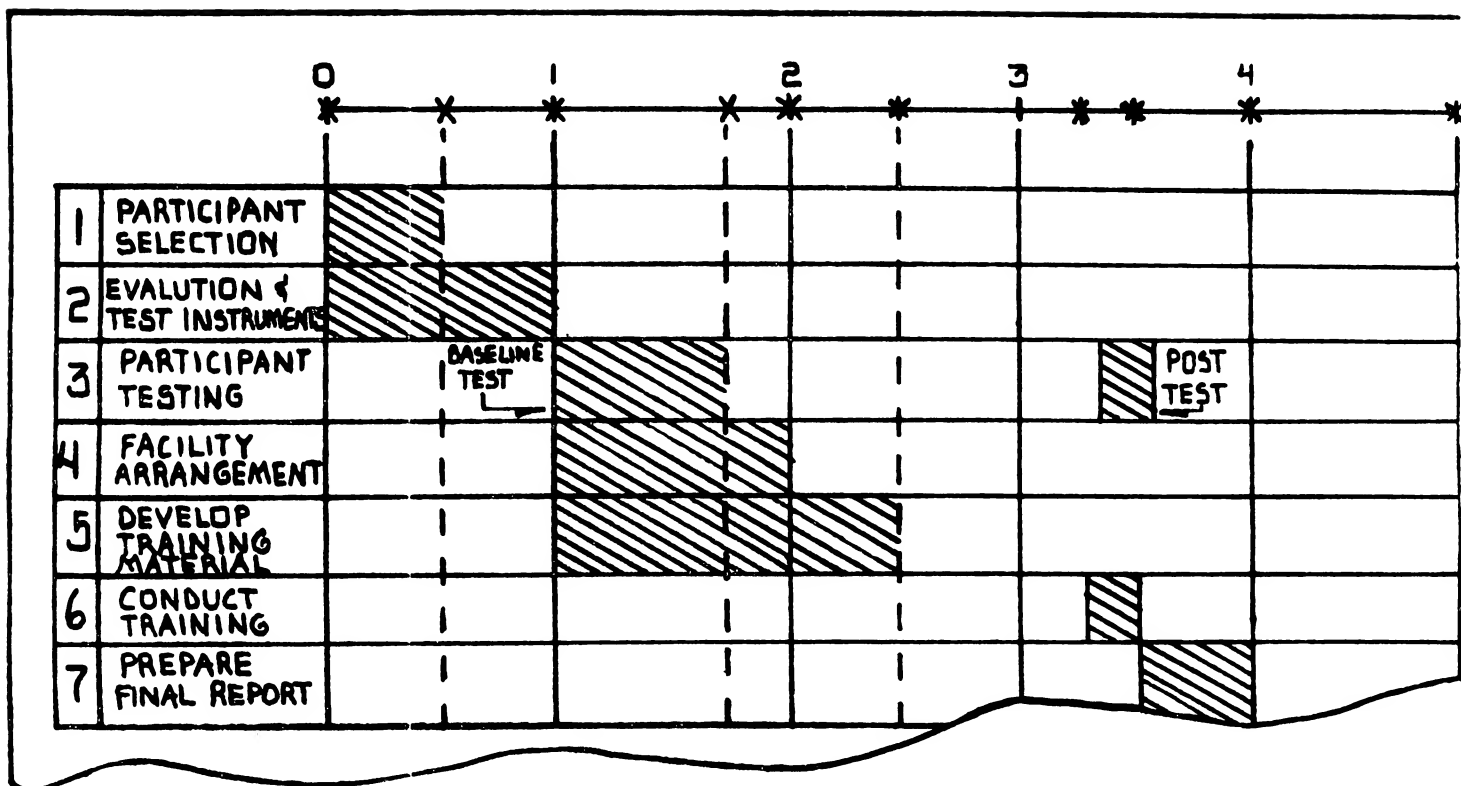 0 1 2 3 4
1 PARTICIPANT
SELECTION
2 EVALUTION &
TEST INSTRUMENTS
3 PARTICIPANT
TESTING
BASELINE
TEST
POST
TEST
4 FACILITY
ARRANGEMENT
5 DEVELOP
TRAINING
MATERIAL
6 CONDUCT
TRAINING
7 PREPARE
FINAL REPORT